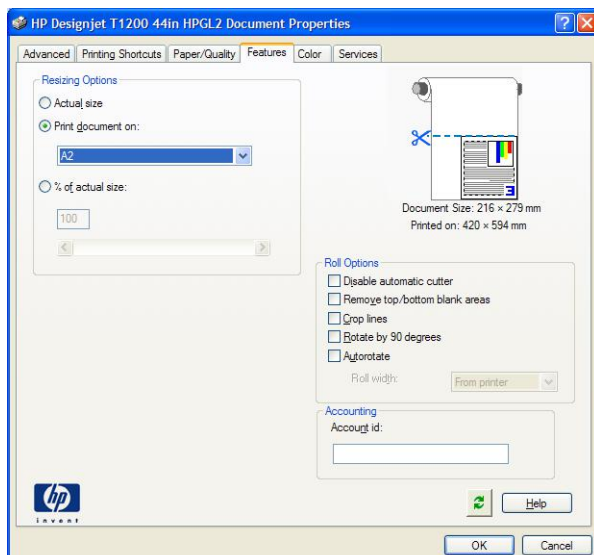 HP Designjet T1200 44in HPGL2 Document Properties
Advanced Printing Shortcuts Paper/Quality Features Color Services
Resizing Options
Actual size
Print document on:
A2
% of actual size:
100
Document Size: 216 × 279 mm
Printed on: 420 × 594 mm
Roll Options
Disable automatic cutter
Remove top/bottom blank areas
Crop lines
Rotate by 90 degrees
Autorotate
Roll width: From printer
Accounting
Account id:
hp
invent
Help
OK Cancel